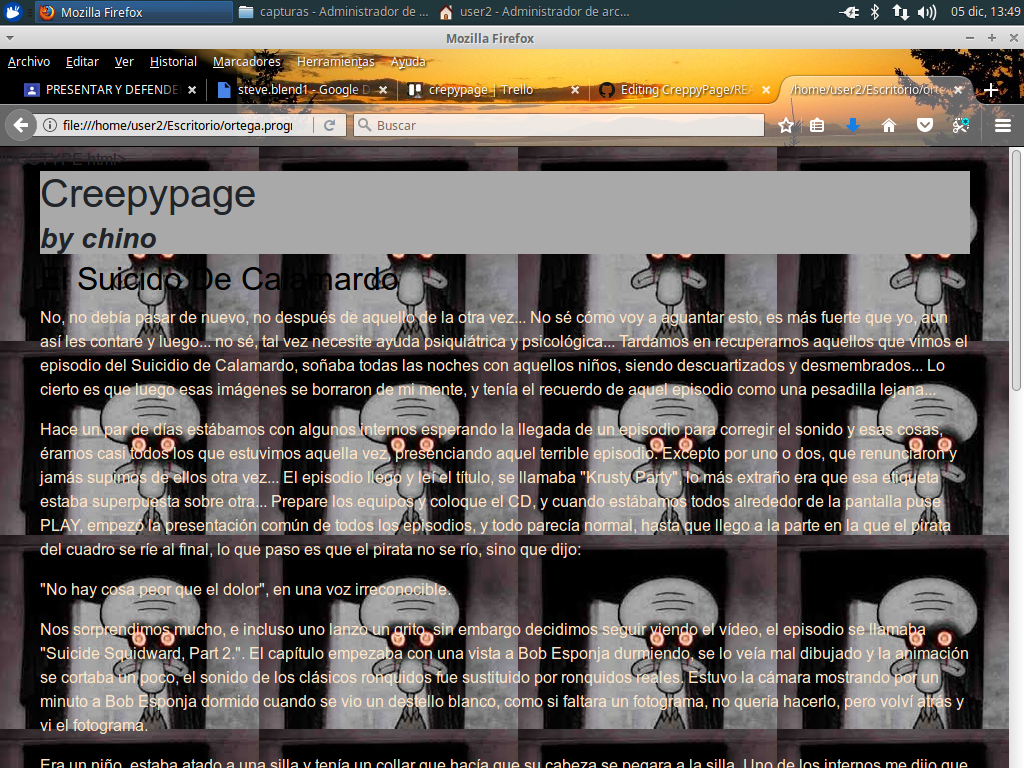 Mozilla Firefox
capturas - Administrador de ...
user2 - Administrador de arc...
05 dic, 13:49
Mozilla Firefox
Archivo Editar Ver Historial Marcadores Herramientas Ayuda
PRESENTAR Y DEFENDE
steve.blend1 - Google D
crepypage | Trello
Editing CreppyPage/REA
/home/user2/Escritorio/orte
file:///home/user2/Escritorio/ortega.progr
Buscar
TYPE html>
Creepypage
by chino
El Suicido De Calamardo
No, no debía pasar de nuevo, no después de aquello de la otra vez... No sé cómo voy a aguantar esto, es más fuerte que yo, aun
así les contare y luego... no sé, tal vez necesite ayuda psiquiátrica y psicológica... Tardamos en recuperarnos aquellos que vimos el
episodio del Suicidio de Calamardo, soñaba todas las noches con aquellos niños, siendo descuartizados y desmembrados... Lo
cierto es que luego esas imágenes se borraron de mi mente, y tenía el recuerdo de aquel episodio como una pesadilla lejana...
Hace un par de días estábamos con algunos internos esperando la llegada de un episodio para corregir el sonido y esas cosas,
éramos casi todos los que estuvimos aquella vez, presenciando aquel terrible episodio. Excepto por uno o dos, que renunciaron y
jamás supimos de ellos otra vez... El episodio llego y leí el título, se llamaba "Krusty Party", lo más extraño era que esa etiqueta
estaba superpuesta sobre otra... Prepare los equipos y coloque el CD, y cuando estábamos todos alrededor de la pantalla puse
PLAY, empezó la presentación común de todos los episodios, y todo parecía normal, hasta que llego a la parte en la que el pirata
del cuadro se ríe al final, lo que paso es que el pirata no se río, sino que dijo:
"No hay cosa peor que el dolor", en una voz irreconocible.
Nos sorprendimos mucho, e incluso uno lanzo un grito, sin embargo decidimos seguir viendo el vídeo, el episodio se llamaba
"Suicide Squidward, Part 2.". El capítulo empezaba con una vista a Bob Esponja durmiendo, se lo veía mal dibujado y la animación
se cortaba un poco, el sonido de los clásicos ronquidos fue sustituido por ronquidos reales. Estuvo la cámara mostrando por un
minuto a Bob Esponja dormido cuando se vio un destello blanco, como si faltara un fotograma, no quería hacerlo, pero volví atrás y
vi el fotograma.
Era un niño, estaba atado a una silla y tenía un collar que hacía que su cabeza se pegara a la silla. Uno de los internos me dijo que